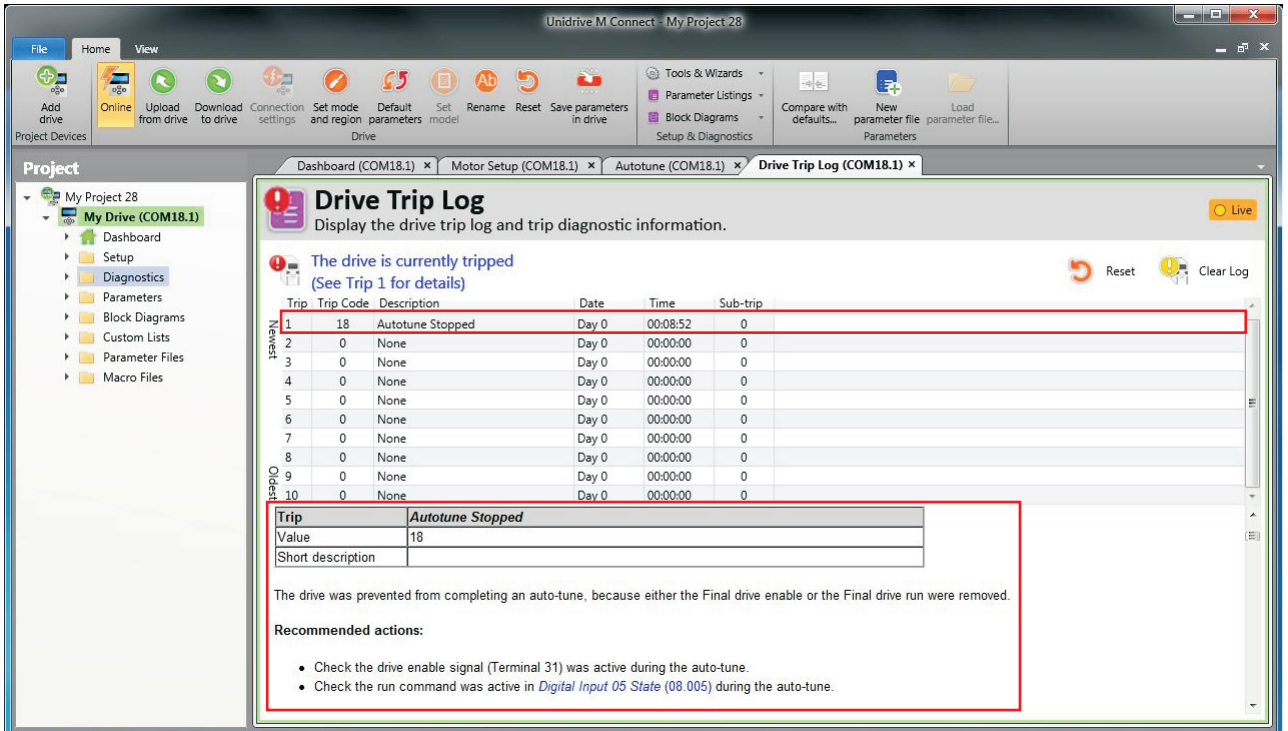 Unidrive M Connect - My Project 28
File Home View
Add drive
Online
Upload from drive
Download to drive
Connection settings
Set mode and region
Default parameters
Set model
Rename
Reset
Save parameters in drive
Tools & Wizards
Parameter Listings
Block Diagrams
Compare with defaults...
New parameter file
Load parameter file...
Project Devices
Drive
Setup & Diagnostics
Parameters
Project
My Project 28
My Drive (COM18.1)
Dashboard
Setup
Diagnostics
Parameters
Block Diagrams
Custom Lists
Parameter Files
Macro Files
Dashboard (COM18.1) × Motor Setup (COM18.1) × Autotune (COM18.1) × Drive Trip Log (COM18.1) ×
Drive Trip Log
Display the drive trip log and trip diagnostic information.
Live
The drive is currently tripped
(See Trip 1 for details)
Reset
Clear Log
Trip Trip Code Description Date Time Sub-trip
Newest
1 18 Autotune Stopped Day 0 00:08:52 0
2 0 None Day 0 00:00:00 0
3 0 None Day 0 00:00:00 0
4 0 None Day 0 00:00:00 0
5 0 None Day 0 00:00:00 0
6 0 None Day 0 00:00:00 0
7 0 None Day 0 00:00:00 0
8 0 None Day 0 00:00:00 0
Oldest
9 0 None Day 0 00:00:00 0
10 0 None Day 0 00:00:00 0
Trip Autotune Stopped
Value 18
Short description
The drive was prevented from completing an auto-tune, because either the Final drive enable or the Final drive run were removed.
Recommended actions:
• Check the drive enable signal (Terminal 31) was active during the auto-tune.
• Check the run command was active in Digital Input 05 State (08.005) during the auto-tune.